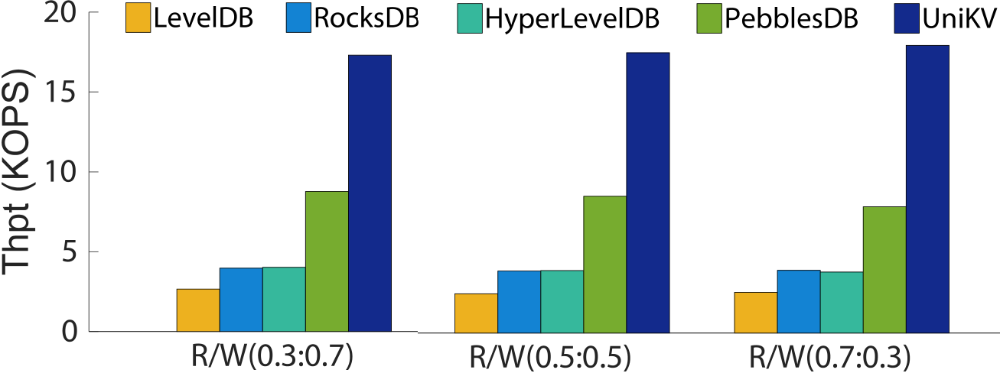 LevelDB RocksDB HyperLevelDB PebblesDB UniKV
Thpt (KOPS)
20
15
10
5
0
R/W(0.3:0.7) R/W(0.5:0.5) R/W(0.7:0.3)